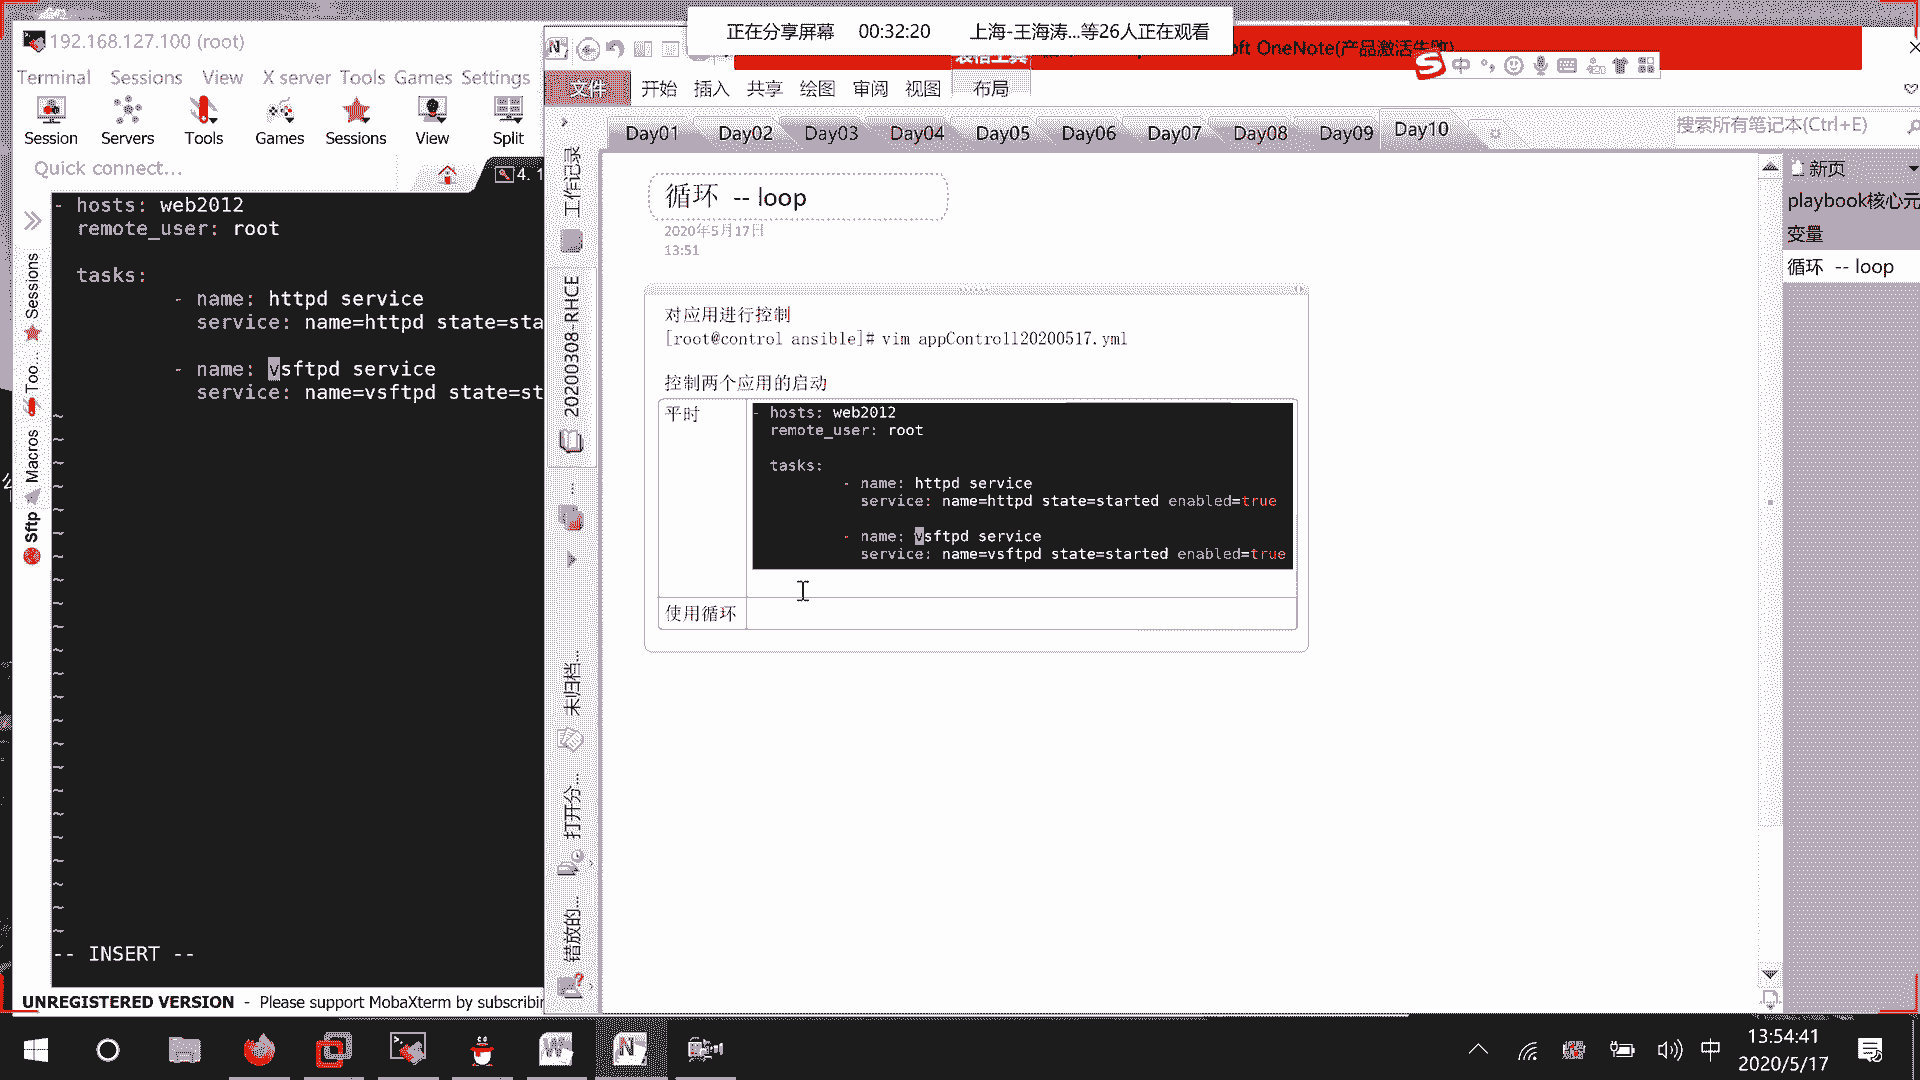 正在分享屏幕 00:32:20 上海-王海涛...等26人正在观看
192.168.127.100 (root)
Terminal Sessions View X server Tools Games Settings
Session Servers Tools Games Sessions View Split
Quick connect...
4. 1
- hosts: web2012
remote_user: root
tasks:
- name: httpd service
service: name=httpd state=sta
- name: vsftpd service
service: name=vsftpd state=st
~
-- INSERT --
UNREGISTERED VERSION - Please support MobaXterm by subscribin
Sessions
Too...
Macros
Sftp
oft OneNote(产品激活失败)
中
文件 开始 插入 共享 绘图 审阅 视图 布局
Day01 Day02 Day03 Day04 Day05 Day06 Day07 Day08 Day09 Day10
搜索所有笔记本(Ctrl+E)
工作记录
20200308-RHCE
...
未归档...
打开分...
错放的...
循环 -- loop
2020年5月17日
13:51
对应用进行控制
[root@control ansible]# vim appControll20200517.yml
控制两个应用的启动
平时
- hosts: web2012
remote_user: root
tasks:
- name: httpd service
service: name=httpd state=started enabled=true
- name: vsftpd service
service: name=vsftpd state=started enabled=true
使用循环
新页
playbook核心元
变量
循环 -- loop
中
13:54:41
2020/5/17